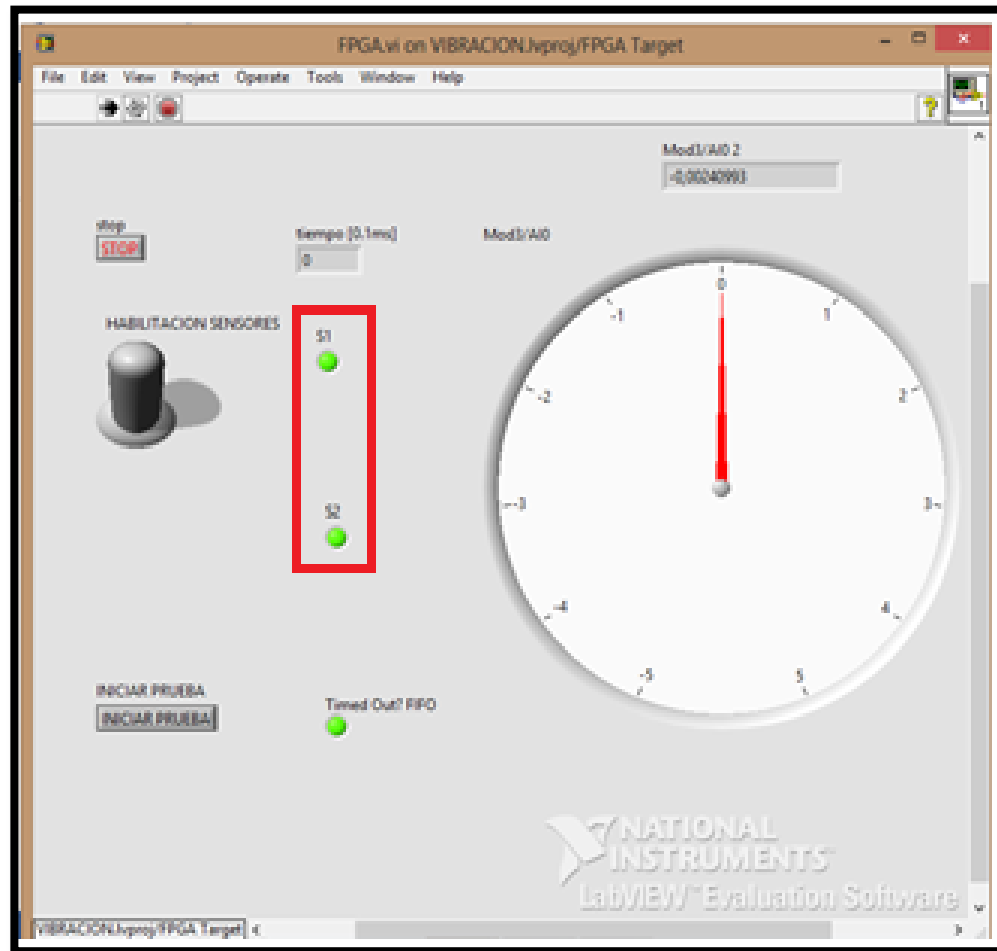 FPGA.vi on VIBRACION.lvproj/FPGA Target
File Edit View Project Operate Tools Window Help
Mod3/AI0 2
-0,00240993
stop
STOP
tiempo [0.1ms]
0
Mod3/AI0
HABILITACION SENSORES
S1
S2
0
-1
1
-2
2
-3
3
-4
4
-5
5
INICIAR PRUEBA
INICIAR PRUEBA
Timed Out? FIFO
NATIONAL
INSTRUMENTS
LabVIEW™ Evaluation Software
VIBRACION.lvproj/FPGA Target